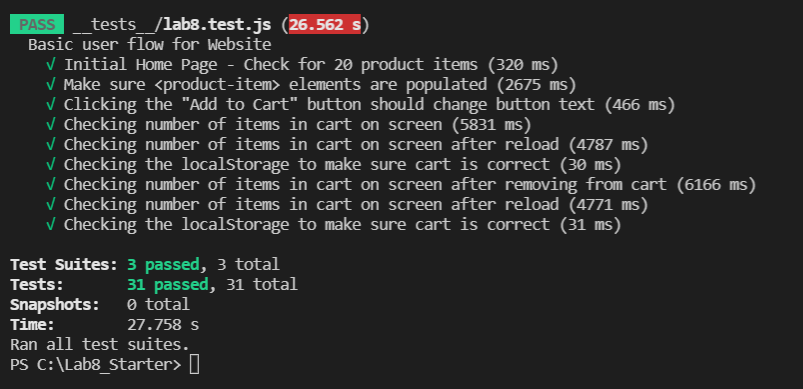 PASS __tests__/lab8.test.js (26.562 s)
Basic user flow for Website
√ Initial Home Page - Check for 20 product items (320 ms)
√ Make sure <product-item> elements are populated (2675 ms)
√ Clicking the "Add to Cart" button should change button text (466 ms)
√ Checking number of items in cart on screen (5831 ms)
√ Checking number of items in cart on screen after reload (4787 ms)
√ Checking the localStorage to make sure cart is correct (30 ms)
√ Checking number of items in cart on screen after removing from cart (6166 ms)
√ Checking number of items in cart on screen after reload (4771 ms)
√ Checking the localStorage to make sure cart is correct (31 ms)
Test Suites: 3 passed, 3 total
Tests: 31 passed, 31 total
Snapshots: 0 total
Time: 27.758 s
Ran all test suites.
PS C:\Lab8_Starter>